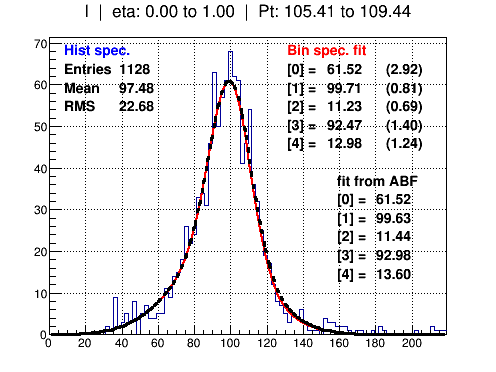 I | eta: 0.00 to 1.00 | Pt: 105.41 to 109.44
Hist spec.
Entries 1128
Mean 97.48
RMS 22.68
Bin spec. fit
[0] = 61.52 (2.92)
[1] = 99.71 (0.81)
[2] = 11.23 (0.69)
[3] = 92.47 (1.40)
[4] = 12.98 (1.24)
fit from ABF
[0] = 61.52
[1] = 99.63
[2] = 11.44
[3] = 92.98
[4] = 13.60
70
60
50
40
30
20
10
0
0 20 40 60 80 100 120 140 160 180 200